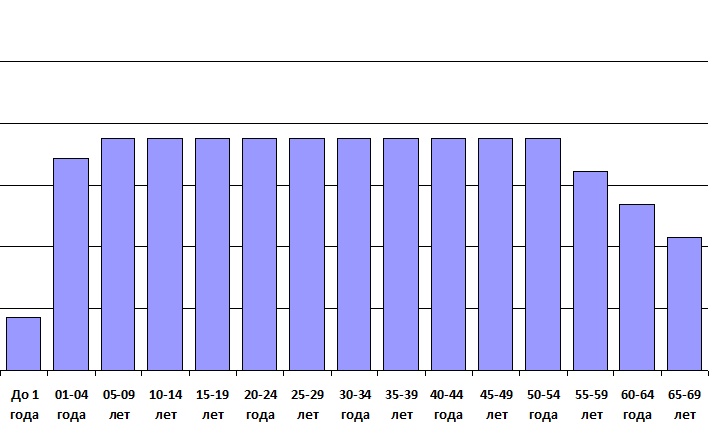 До 1 01-04 05-09 10-14 15-19 20-24 25-29 30-34 35-39 40-44 45-49 50-54 55-59 60-64 65-69
года года лет лет лет года лет года лет года лет года лет года лет